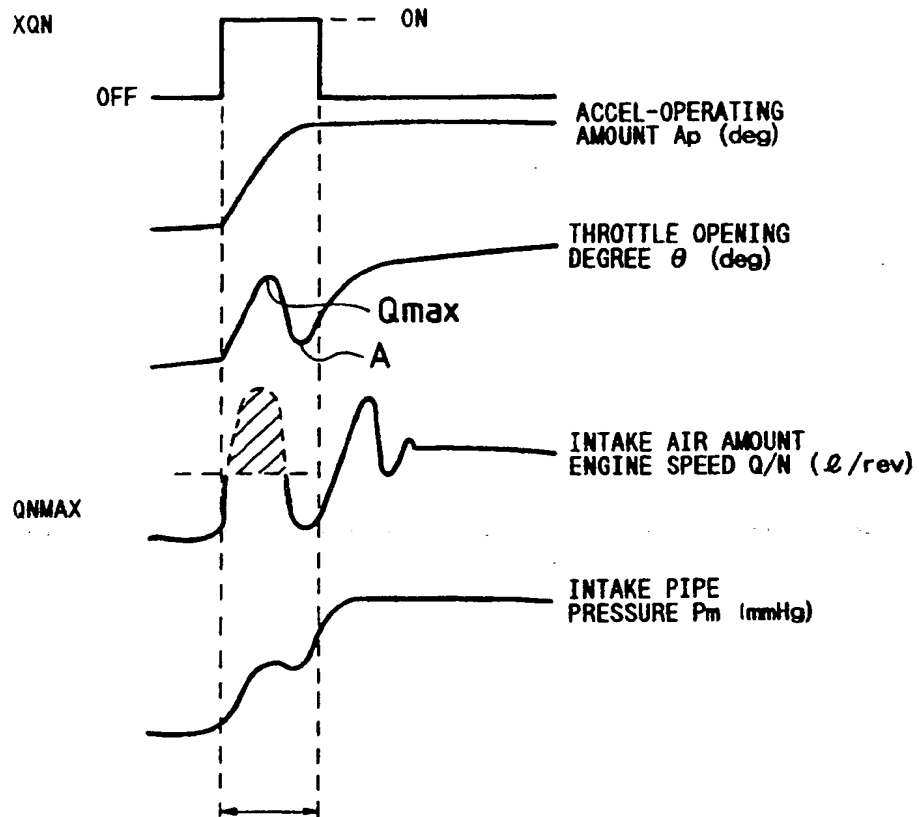 XQN
ON
OFF
ACCEL-OPERATING
AMOUNT Ap (deg)
THROTTLE OPENING
DEGREE θ (deg)
Qmax
A
INTAKE AIR AMOUNT
ENGINE SPEED Q/N (ℓ/rev)
QNMAX
INTAKE PIPE
PRESSURE Pm (mmHg)